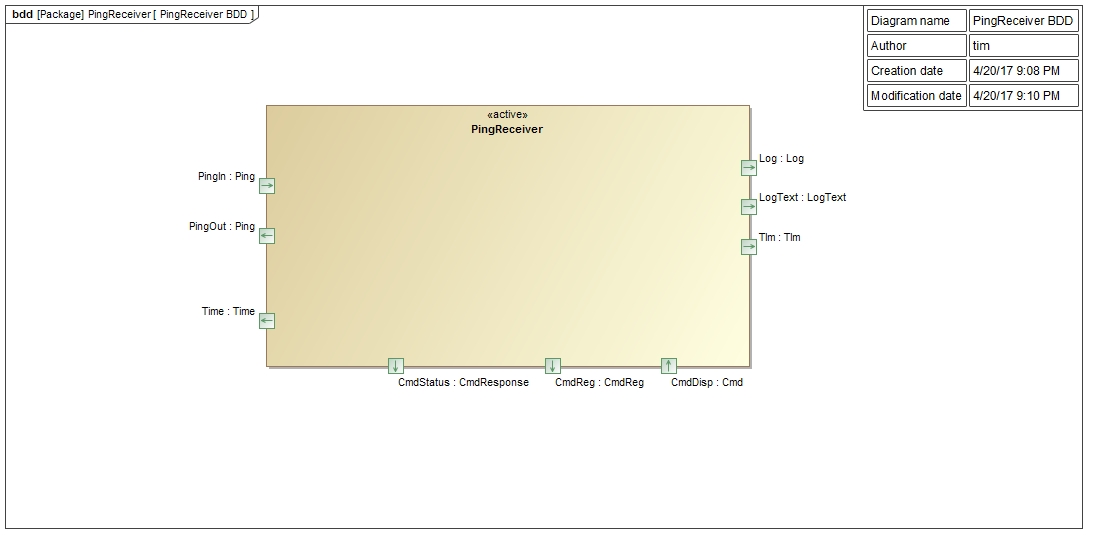 bdd [Package] PingReceiver [ PingReceiver BDD ]
Diagram name PingReceiver BDD
Author tim
Creation date 4/20/17 9:08 PM
Modification date 4/20/17 9:10 PM
«active»
PingReceiver
PingIn : Ping
PingOut : Ping
Time : Time
Log : Log
LogText : LogText
Tlm : Tlm
CmdStatus : CmdResponse
CmdReg : CmdReg
CmdDisp : Cmd